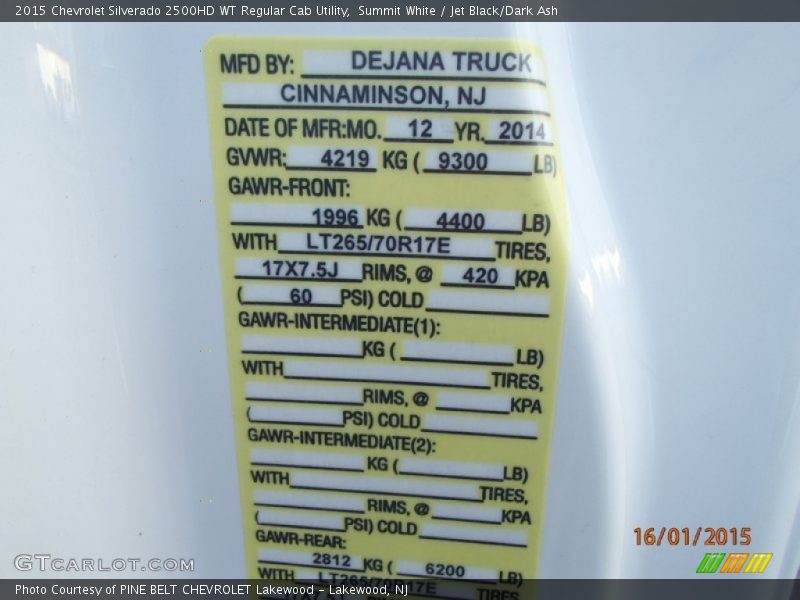 2015 Chevrolet Silverado 2500HD WT Regular Cab Utility, Summit White / Jet Black/Dark Ash
MFD BY: DEJANA TRUCK
CINNAMINSON, NJ
DATE OF MFR:MO. 12 YR. 2014
GVWR: 4219 KG ( 9300 LB)
GAWR-FRONT:
1996 KG ( 4400 LB)
WITH LT265/70R17E TIRES,
17X7.5J RIMS, @ 420 KPA
( 60 PSI) COLD
GAWR-INTERMEDIATE(1):
KG ( LB)
WITH TIRES,
RIMS, @ KPA
( PSI) COLD
GAWR-INTERMEDIATE(2):
KG ( LB)
WITH TIRES,
RIMS, @ KPA
( PSI) COLD
GAWR-REAR:
2812 KG ( 6200 LB)
WITH LT265/70R17E TIRES
16/01/2015
GTcarlot.com
Photo Courtesy of PINE BELT CHEVROLET Lakewood - Lakewood, NJ